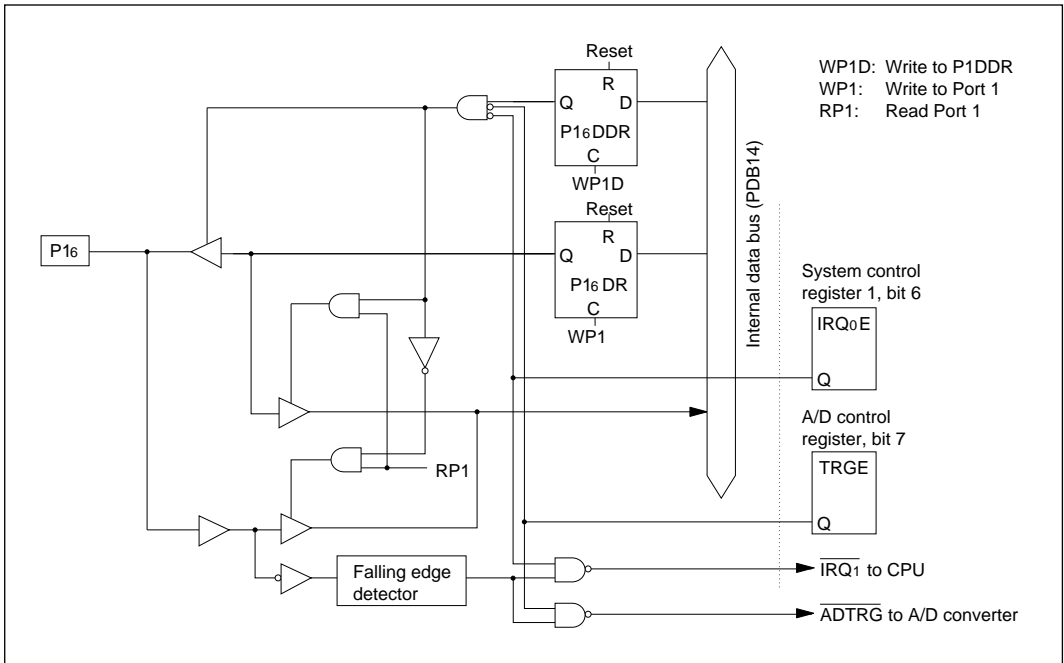 Reset
R
Q D
P16DDR
C
WP1D
Reset
R
Q D
P16 DR
C
WP1
P16
RP1
Falling edge
detector
Internal data bus (PDB14)
WP1D: Write to P1DDR
WP1: Write to Port 1
RP1: Read Port 1
System control
register 1, bit 6
IRQ0E
Q
A/D control
register, bit 7
TRGE
Q
I̅R̅Q̅1̅ to CPU
A̅D̅T̅R̅G̅ to A/D converter